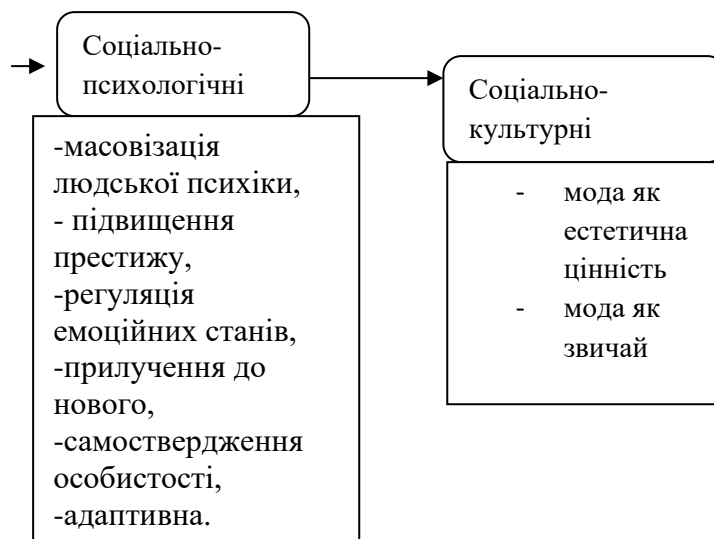 Соціально-
психологічні
-масовізація
людської психіки,
- підвищення
престижу,
-регуляція
емоційних станів,
-прилучення до
нового,
-самоствердження
особистості,
-адаптивна.
Соціально-
культурні
- мода як
естетична
цінність
- мода як
звичай